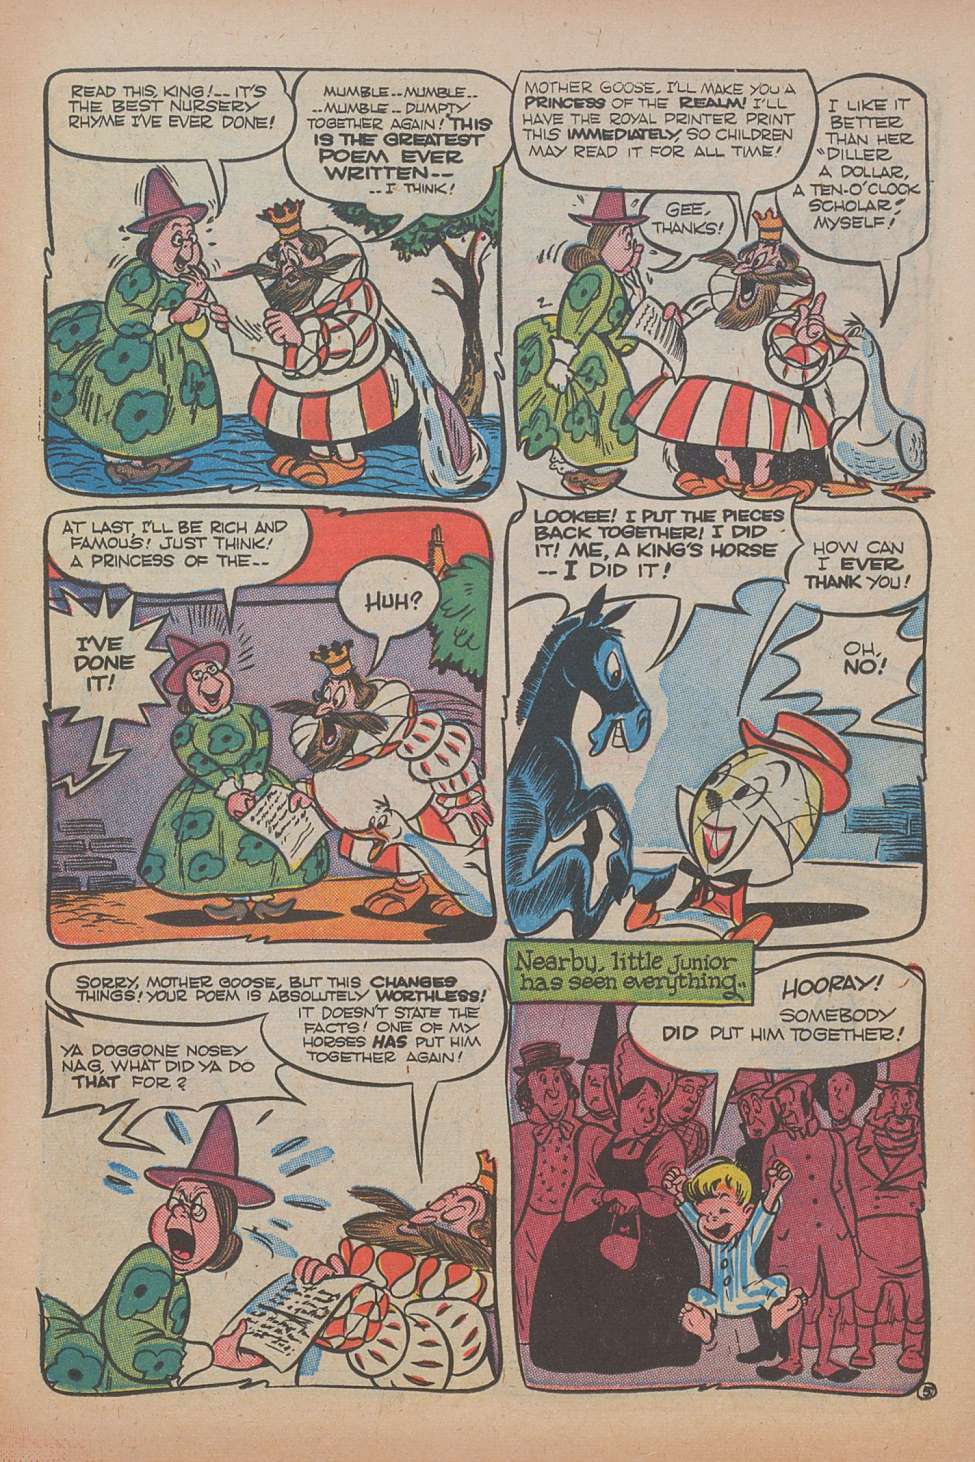 READ THIS, KING!-- IT'S
THE BEST NURSERY
RHYME I'VE EVER DONE!
MUMBLE--MUMBLE--
--MUMBLE--DUMPTY
TOGETHER AGAIN! THIS
IS THE GREATEST
POEM EVER
WRITTEN--
--I THINK!
MOTHER GOOSE, I'LL MAKE YOU A
PRINCESS OF THE REALM! I'LL
HAVE THE ROYAL PRINTER PRINT
THIS IMMEDIATELY, SO CHILDREN
MAY READ IT FOR ALL TIME!
GEE,
THANKS!
I LIKE IT
BETTER
THAN HER
"DILLER
A DOLLAR,
A TEN-O'CLOCK
SCHOLAR,"
MYSELF!
AT LAST, I'LL BE RICH AND
FAMOUS! JUST THINK!
A PRINCESS OF THE--
I'VE
DONE
IT!
HUH?
LOOKEE! I PUT THE PIECES
BACK TOGETHER! I DID
IT! ME, A KING'S HORSE
--I DID IT!
HOW CAN
I EVER
THANK YOU!
OH,
NO!
SORRY, MOTHER GOOSE, BUT THIS CHANGES
THINGS! YOUR POEM IS ABSOLUTELY WORTHLESS!
IT DOESN'T STATE THE
FACTS! ONE OF MY
HORSES HAS PUT HIM
TOGETHER AGAIN!
YA DOGGONE NOSEY
NAG, WHAT DID YA DO
THAT FOR?
Nearby, little Junior
has seen everything..
HOORAY!
SOMEBODY
DID PUT HIM TOGETHER!
5